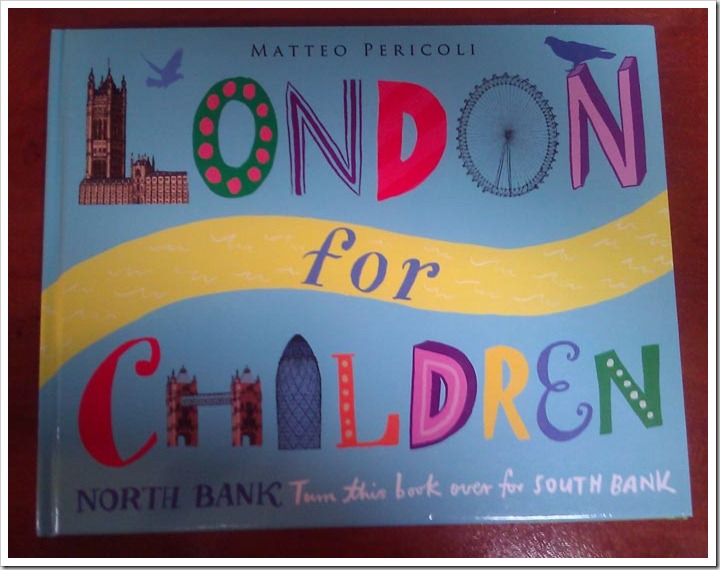 MATTEO PERICOLI
LONDON
for
CHILDREN
NORTH BANK Turn this book over for SOUTH BANK